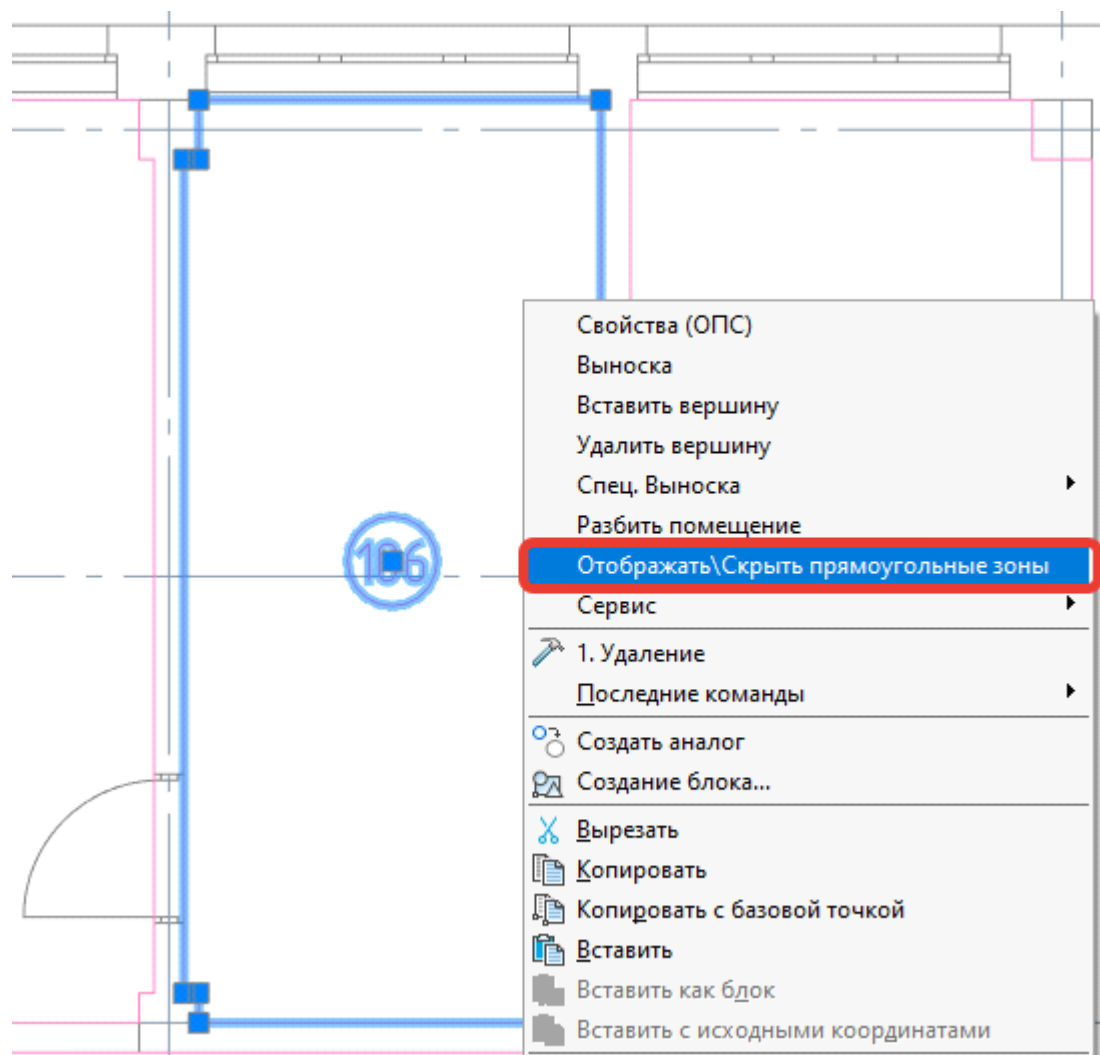 Свойства (ОПС)
Выноска
Вставить вершину
Удалить вершину
Спец. Выноска
Разбить помещение
106
Отображать\Скрыть прямоугольные зоны
Сервис
1. Удаление
Последние команды
Создать аналог
Создание блока...
Вырезать
Копировать
Копировать с базовой точкой
Вставить
Вставить как блок
Вставить с исходными координатами